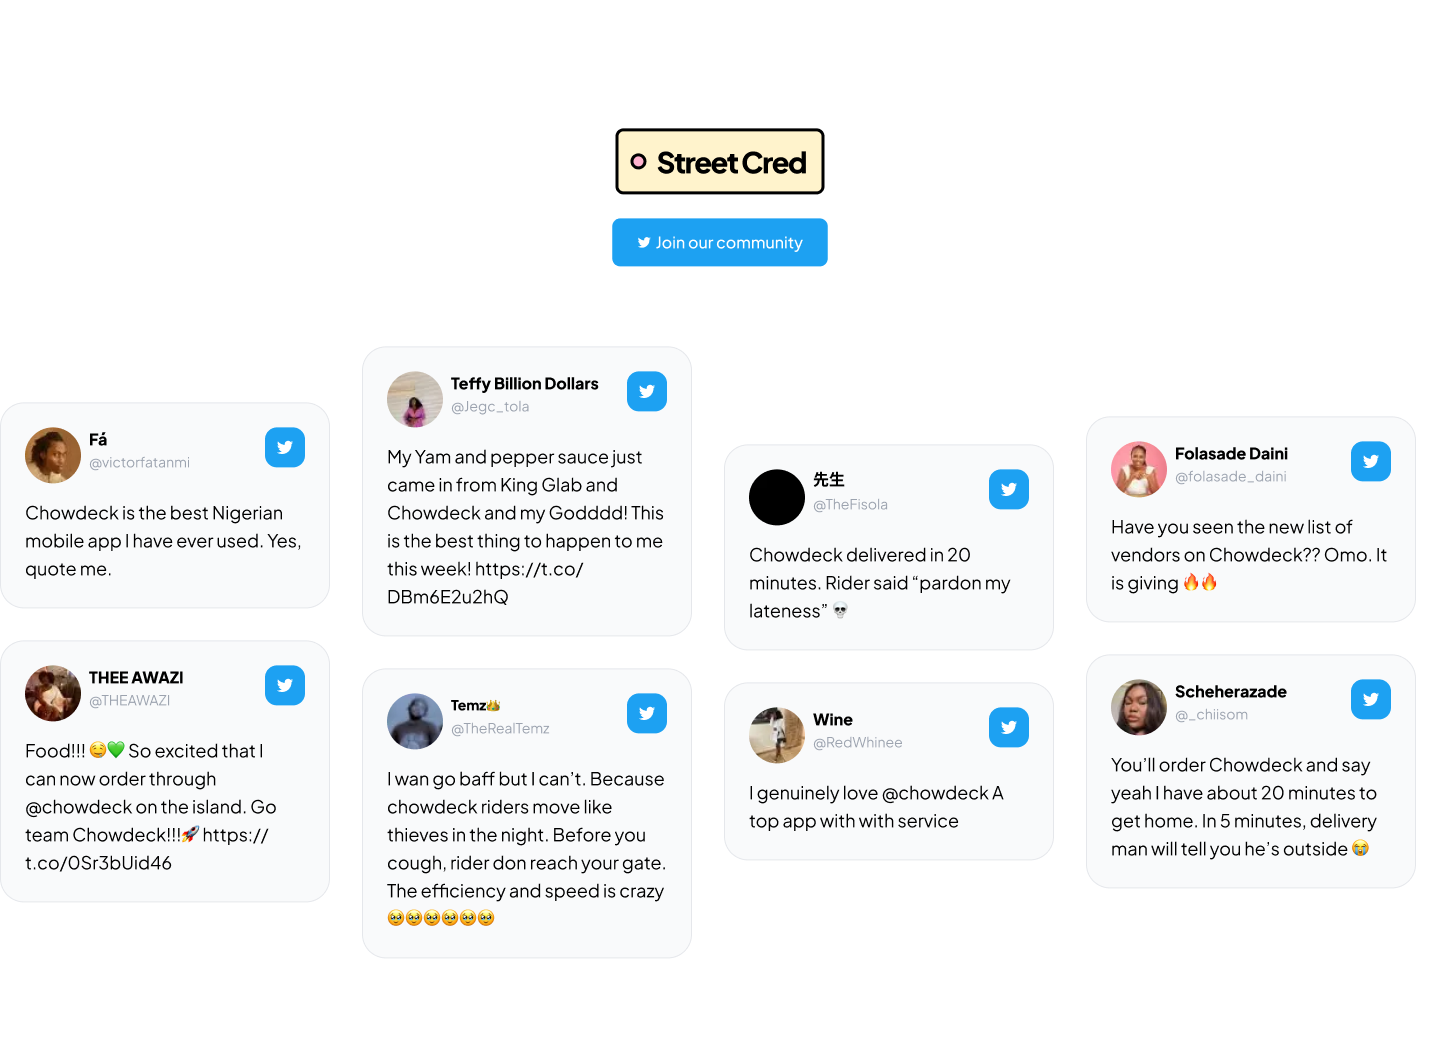 Street Cred
Join our community
Fá
@victorfatanmi
Chowdeck is the best Nigerian
mobile app I have ever used. Yes,
quote me.
THEE AWAZI
@THEAWAZI
Food!!! 🤤💚 So excited that I
can now order through
@chowdeck on the island. Go
team Chowdeck!!!🚀 https://
t.co/0Sr3bUid46
Teffy Billion Dollars
@Jegc_tola
My Yam and pepper sauce just
came in from King Glab and
Chowdeck and my Godddd! This
is the best thing to happen to me
this week! https://t.co/
DBm6E2u2hQ
Temz👑
@TheRealTemz
I wan go baff but I can’t. Because
chowdeck riders move like
thieves in the night. Before you
cough, rider don reach your gate.
The efficiency and speed is crazy
🥹🥹🥹🥹🥹🥹
先生
@TheFisola
Chowdeck delivered in 20
minutes. Rider said “pardon my
lateness” 💀
Wine
@RedWhinee
I genuinely love @chowdeck A
top app with with service
Folasade Daini
@folasade_daini
Have you seen the new list of
vendors on Chowdeck?? Omo. It
is giving 🔥🔥
Scheherazade
@_chiisom
You’ll order Chowdeck and say
yeah I have about 20 minutes to
get home. In 5 minutes, delivery
man will tell you he’s outside 😭